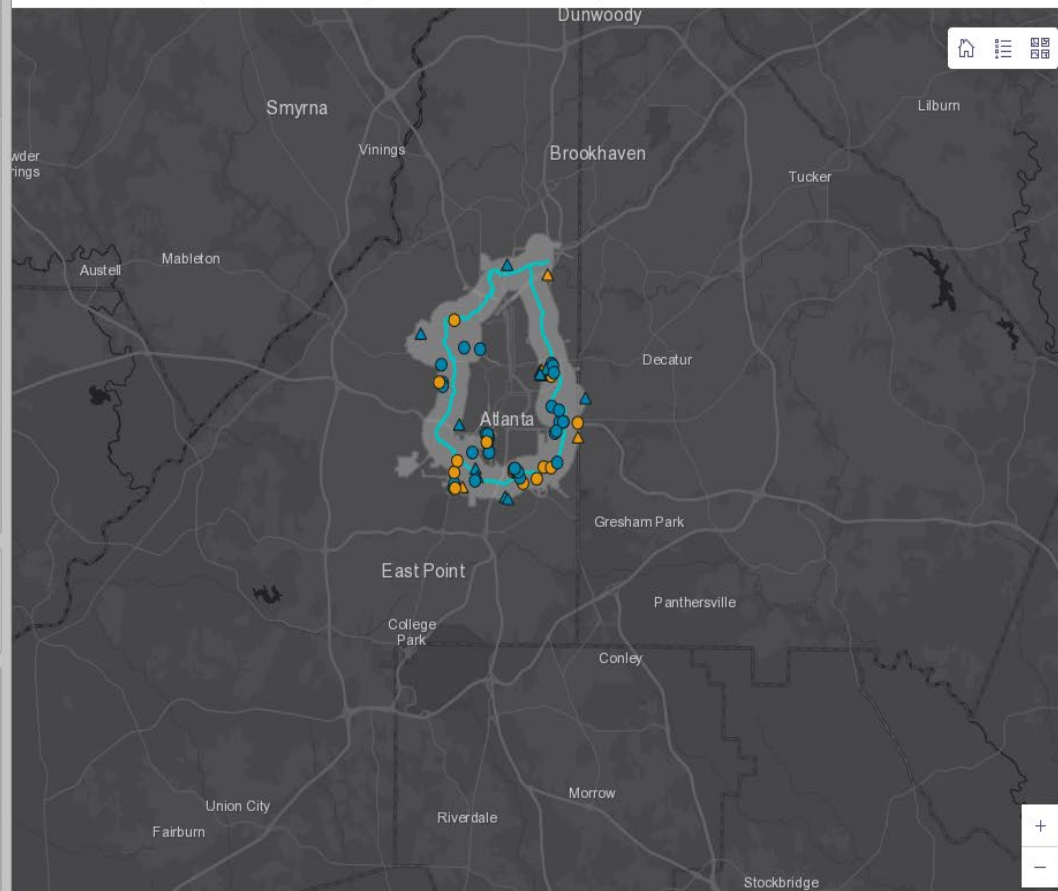 Dunwoody
Smyrna
Lilburn
Vinings
Brookhaven
wder
rings
Tucker
Mableton
Austell
Decatur
Atlanta
Gresham Park
East Point
Panthersville
College
Park
Conley
Morrow
Union City
Riverdale
Fairburn
Stockbridge
+
−